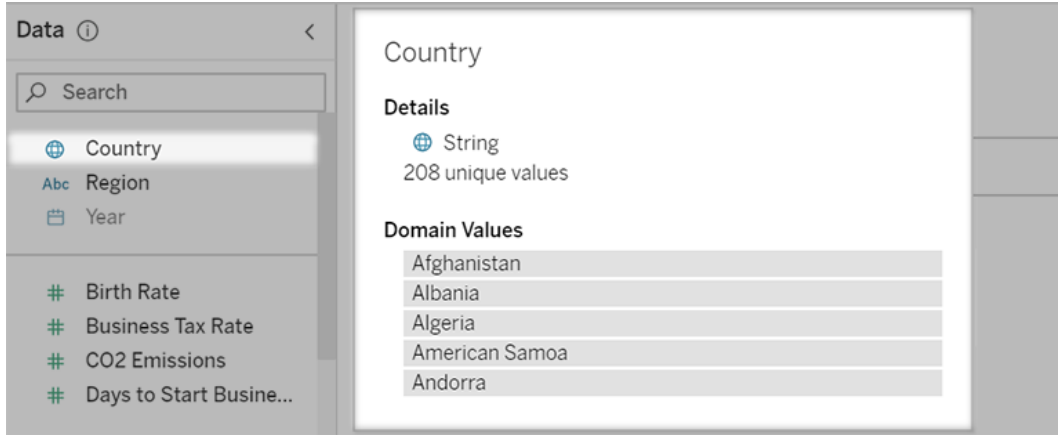 Data
Search
Country
Abc Region
Year
# Birth Rate
# Business Tax Rate
# CO2 Emissions
# Days to Start Busine...
Country
Details
String
208 unique values
Domain Values
Afghanistan
Albania
Algeria
American Samoa
Andorra